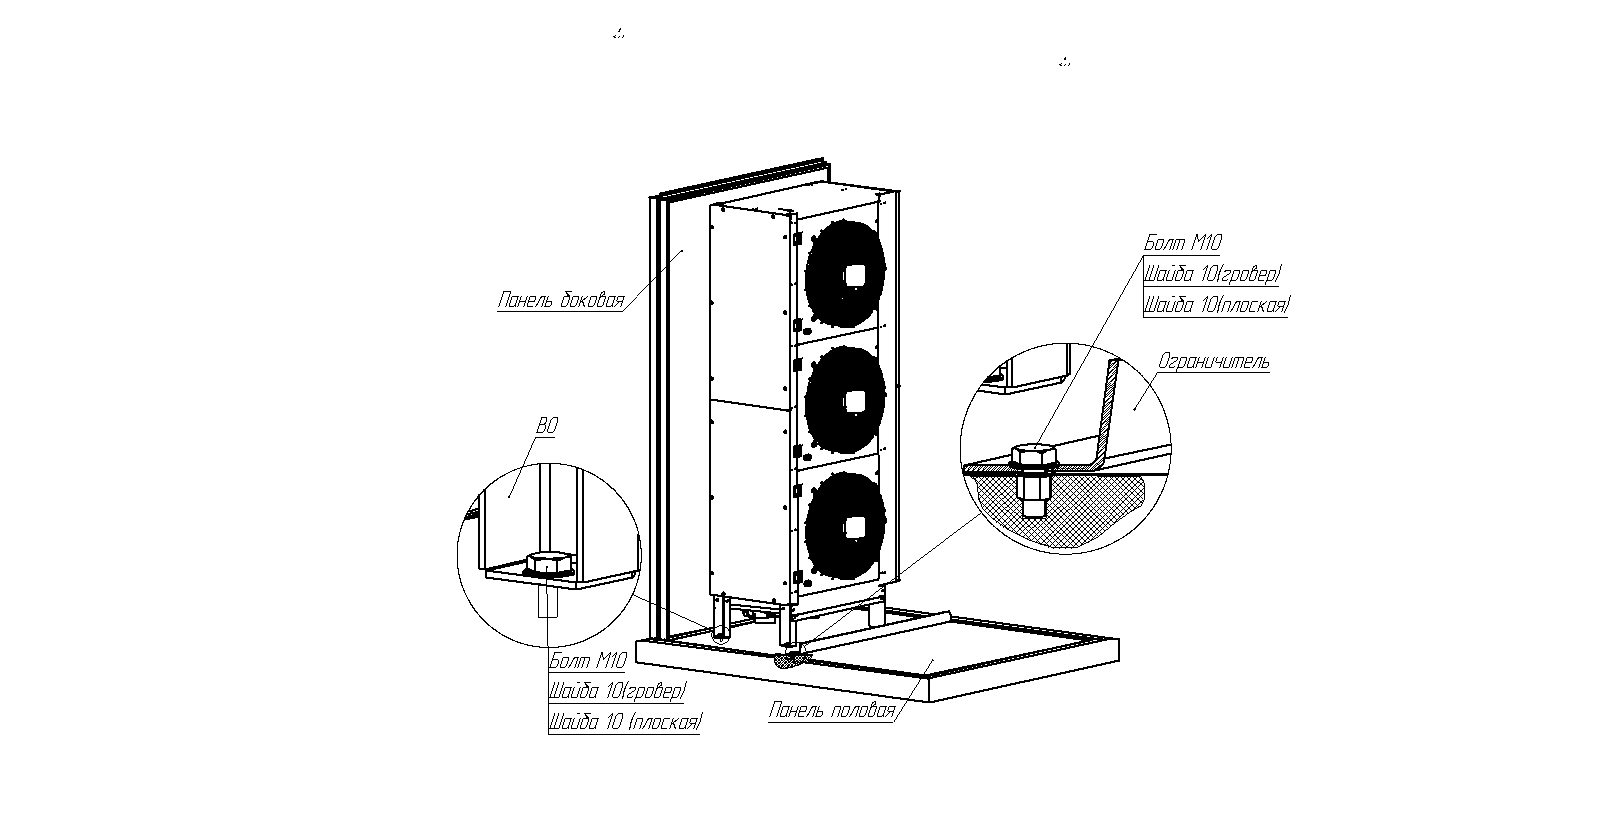 Болт М10
Шайба 10(гровер)
Шайба 10(плоская)
Панель боковая
Ограничитель
ВО
Болт М10
Шайба 10(гровер)
Шайба 10 (плоская)
Панель половая